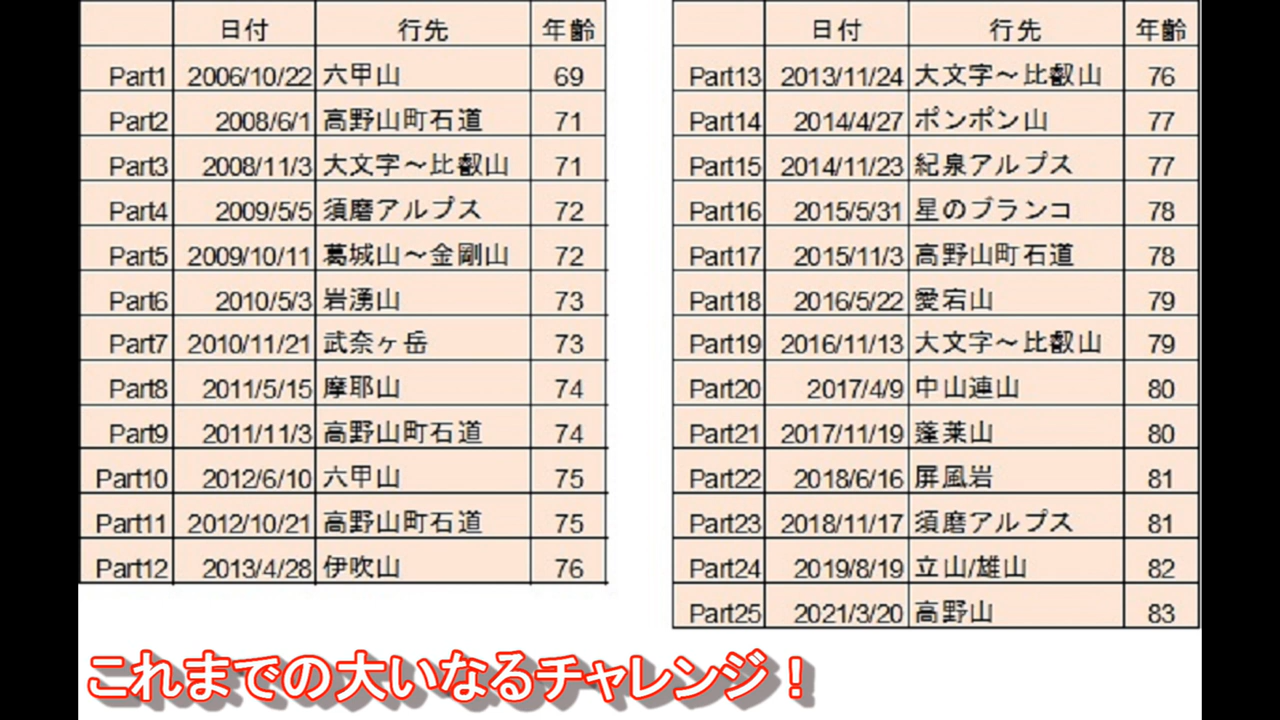 日付 行先 年齢
Part1 2006/10/22 六甲山 69
Part2 2008/6/1 高野山町石道 71
Part3 2008/11/3 大文字～比叡山 71
Part4 2009/5/5 須磨アルプス 72
Part5 2009/10/11 葛城山～金剛山 72
Part6 2010/5/3 岩湧山 73
Part7 2010/11/21 武奈ヶ岳 73
Part8 2011/5/15 摩耶山 74
Part9 2011/11/3 高野山町石道 74
Part10 2012/6/10 六甲山 75
Part11 2012/10/21 高野山町石道 75
Part12 2013/4/28 伊吹山 76
日付 行先 年齢
Part13 2013/11/24 大文字～比叡山 76
Part14 2014/4/27 ポンポン山 77
Part15 2014/11/23 紀泉アルプス 77
Part16 2015/5/31 星のブランコ 78
Part17 2015/11/3 高野山町石道 78
Part18 2016/5/22 愛宕山 79
Part19 2016/11/13 大文字～比叡山 79
Part20 2017/4/9 中山連山 80
Part21 2017/11/19 蓬莱山 80
Part22 2018/6/16 屏風岩 81
Part23 2018/11/17 須磨アルプス 81
Part24 2019/8/19 立山/雄山 82
Part25 2021/3/20 高野山 83
これまでの大いなるチャレンジ！